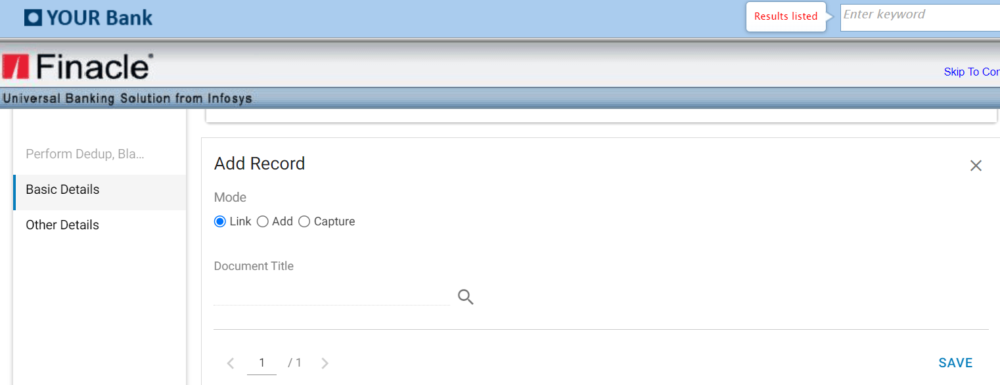 YOUR Bank
Results listed
Enter keyword
Finacle
Skip To Cor
Universal Banking Solution from Infosys
Perform Dedup, Bla...
Basic Details
Other Details
Add Record
Mode
Link Add Capture
Document Title
1 / 1
SAVE